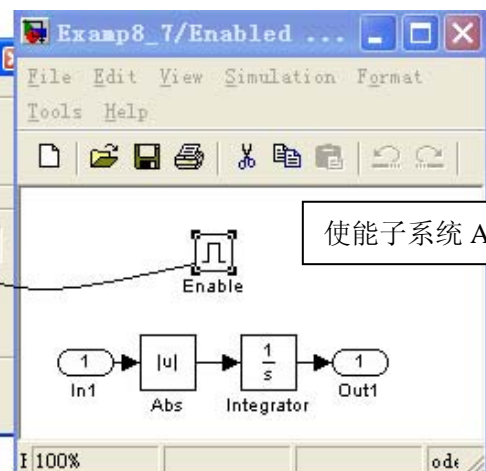 Examp8_7/Enabled ...
File Edit View Simulation Format
Tools Help
使能子系统 A
Enable
1
|u|
1
s
1
In1
Abs
Integrator
Out1
100%
ode